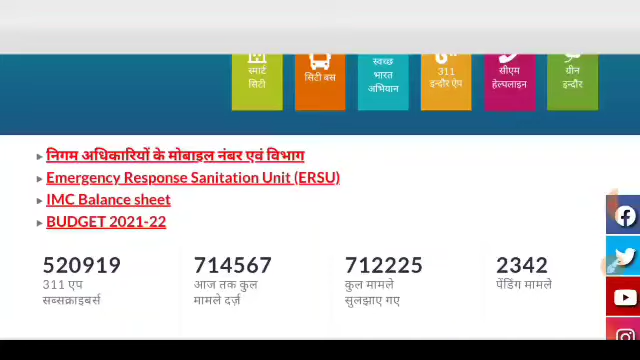 स्मार्ट
सिटी
सिटी बस
स्वच्छ
भारत
अभियान
311
इन्दौर ऐप
सीएम
हेल्पलाइन
ग्रीन
इन्दौर
निगम अधिकारियों के मोबाइल नंबर एवं विभाग
Emergency Response Sanitation Unit (ERSU)
IMC Balance sheet
BUDGET 2021-22
520919
311 एप
सब्सक्राइबर्स
714567
आज तक कुल
मामले दर्ज़
712225
कुल मामले
सुलझाए गए
2342
पेंडिंग मामले